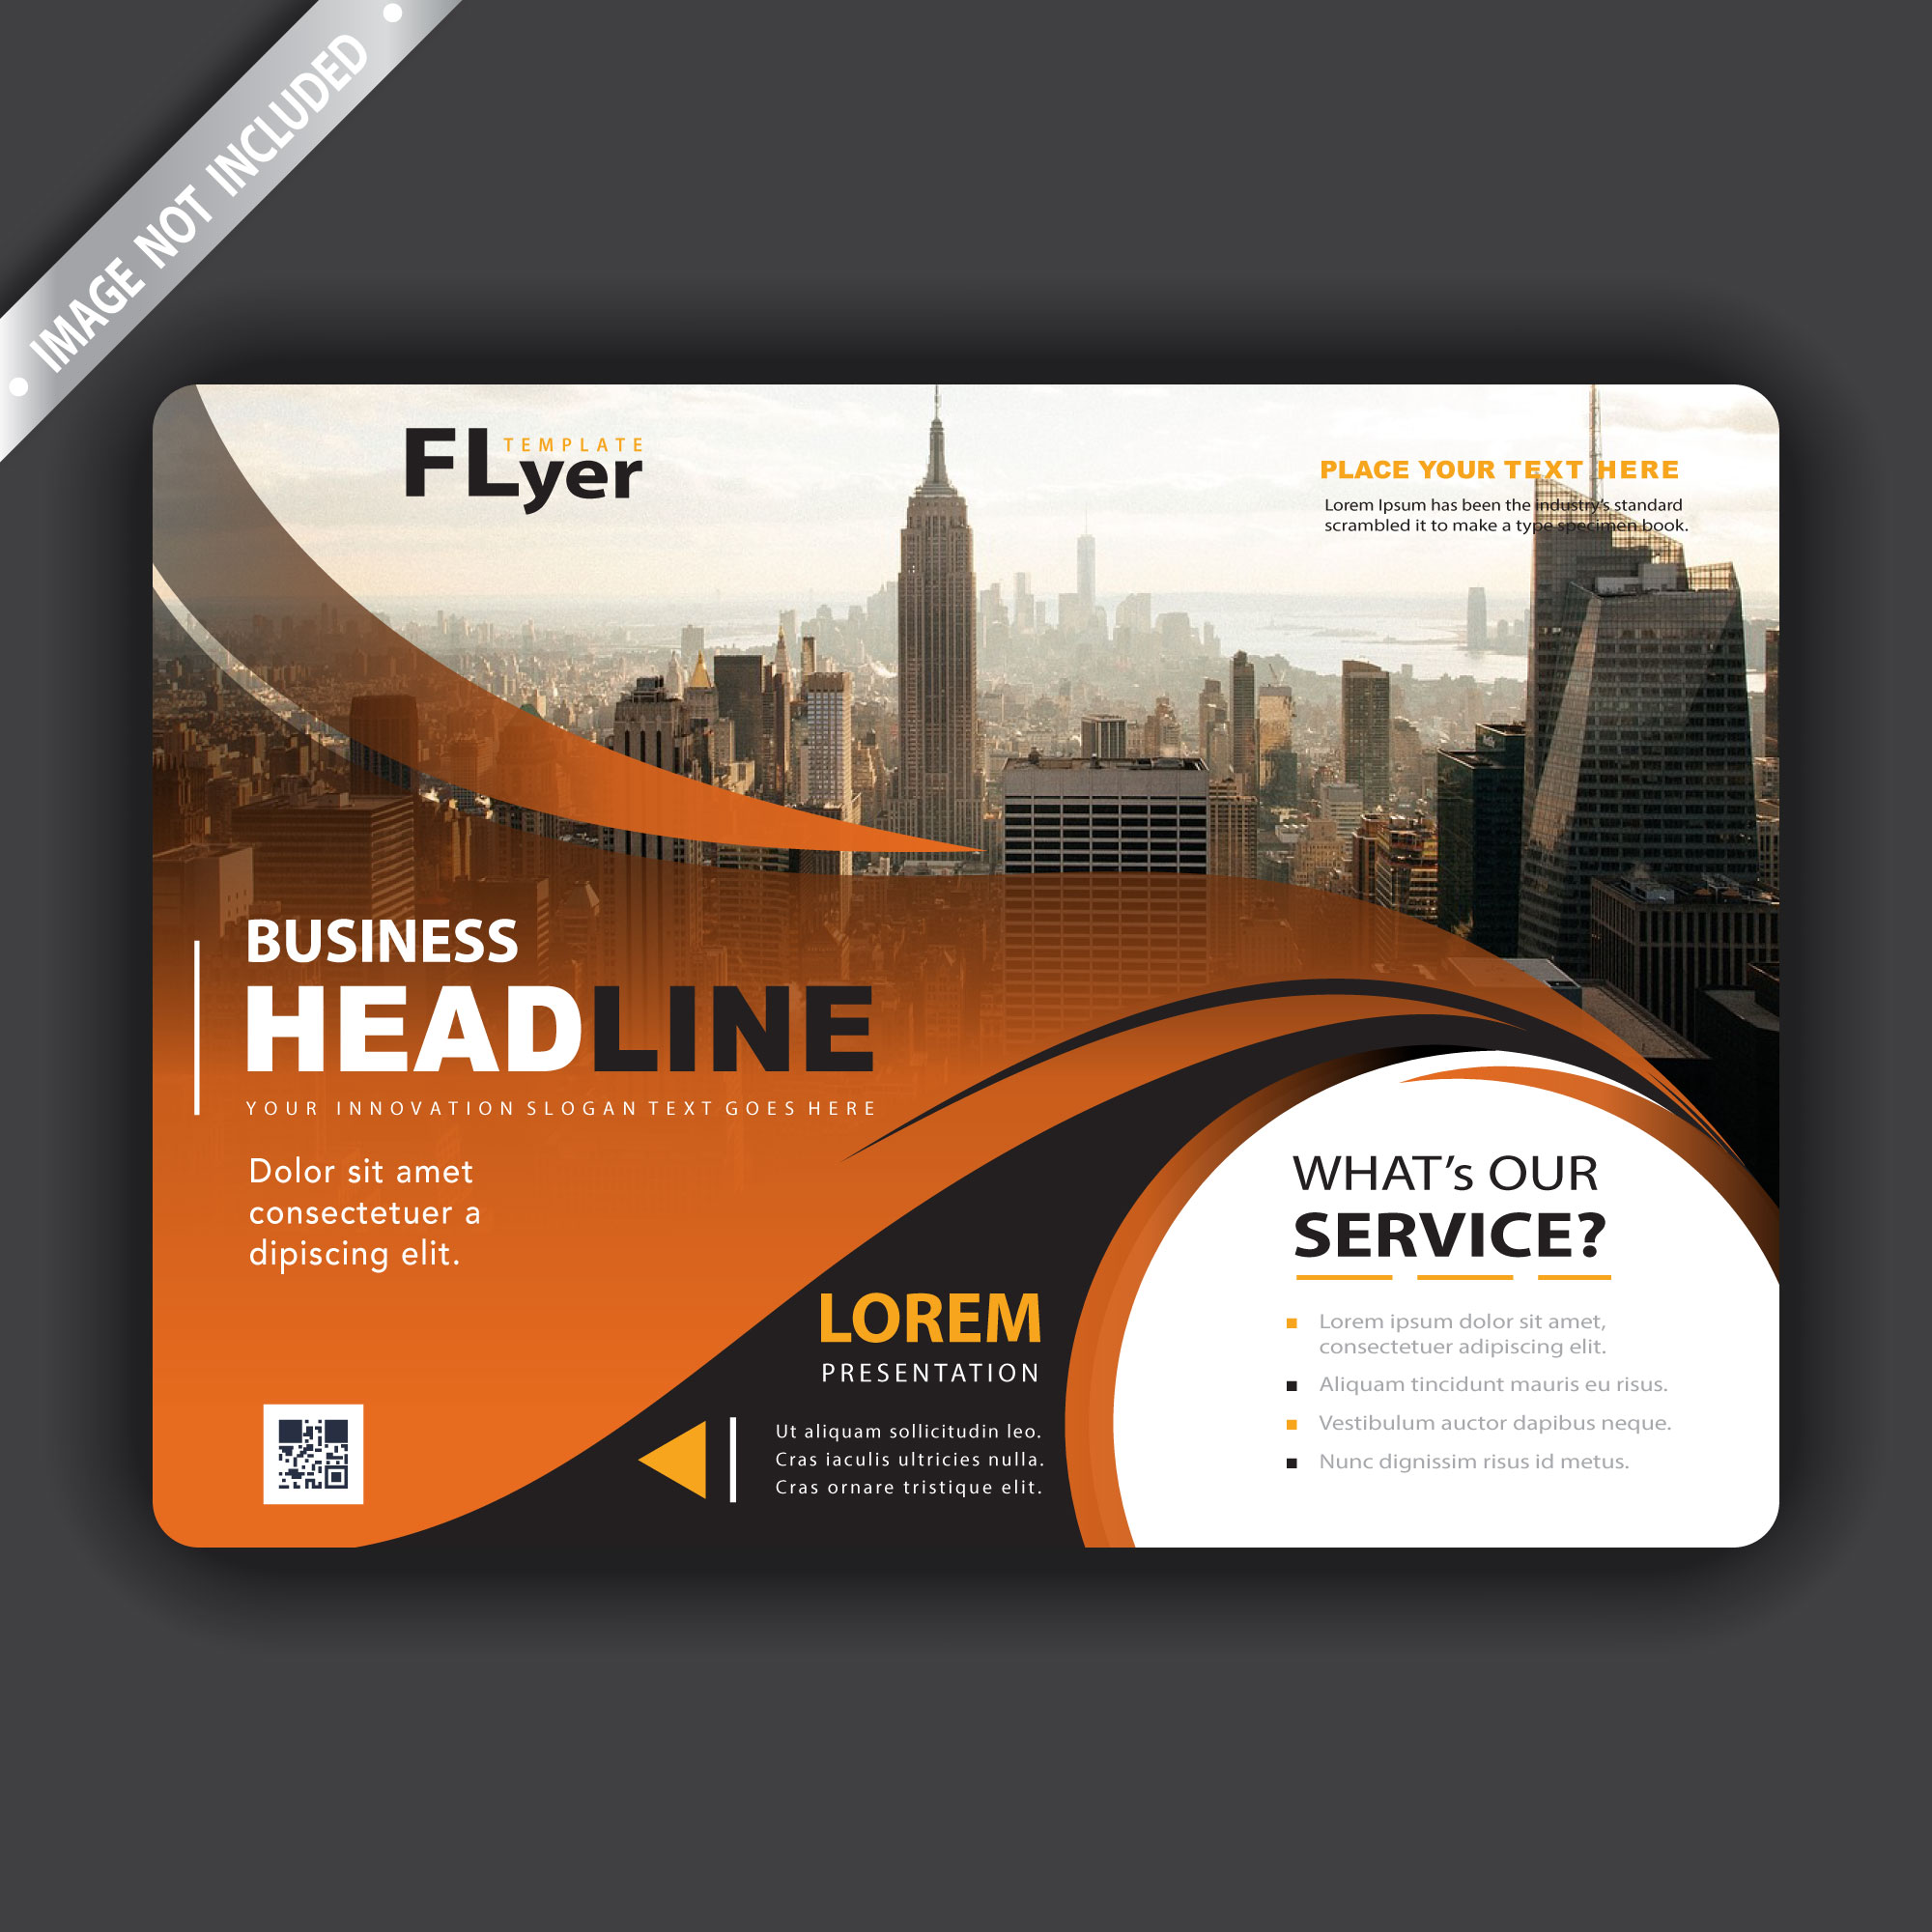 IMAGE NOT INCLUDED
TEMPLATE
FLyer
PLACE YOUR TEXT HERE
Lorem Ipsum has been the industry's standard
scrambled it to make a type specimen book.
BUSINESS
HEADLINE
YOUR INNOVATION SLOGAN TEXT GOES HERE
Dolor sit amet
consectetuer a
dipiscing elit.
LOREM
PRESENTATION
Ut aliquam sollicitudin leo.
Cras iaculis ultricies nulla.
Cras ornare tristique elit.
WHAT's OUR
SERVICE?
Lorem ipsum dolor sit amet,
consectetuer adipiscing elit.
Aliquam tincidunt mauris eu risus.
Vestibulum auctor dapibus neque.
Nunc dignissim risus id metus.